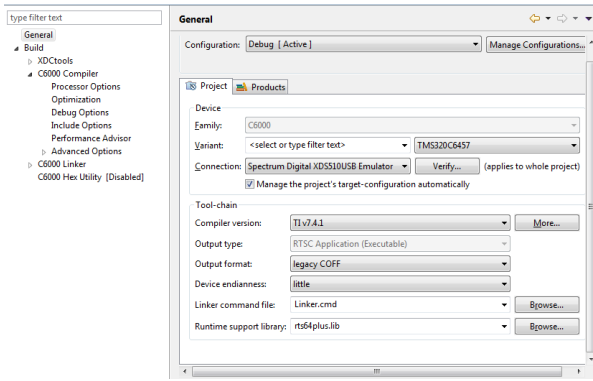 type filter text
General
Build
XDCtools
C6000 Compiler
Processor Options
Optimization
Debug Options
Include Options
Performance Advisor
Advanced Options
C6000 Linker
C6000 Hex Utility [Disabled]
General
Configuration: Debug [ Active ] Manage Configurations...
Project Products
Device
Family: C6000
Variant: <select or type filter text> TMS320C6457
Connection: Spectrum Digital XDS510USB Emulator Verify... (applies to whole project)
Manage the project's target-configuration automatically
Tool-chain
Compiler version: TI v7.4.1 More...
Output type: RTSC Application (Executable)
Output format: legacy COFF
Device endianness: little
Linker command file: Linker.cmd Browse...
Runtime support library: rts64plus.lib Browse...